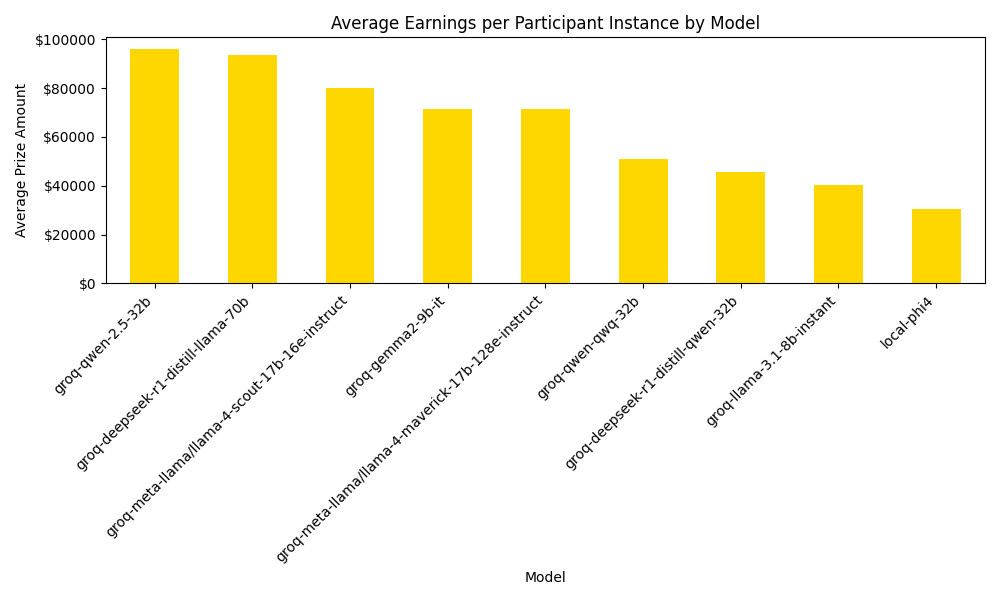 Average Earnings per Participant Instance by Model
Average Prize Amount
$100000
$80000
$60000
$40000
$20000
$0
groq-qwen-2.5-32b
groq-deepseek-r1-distill-llama-70b
groq-meta-llama/llama-4-scout-17b-16e-instruct
groq-gemma2-9b-it
groq-meta-llama/llama-4-maverick-17b-128e-instruct
groq-qwen-qwq-32b
groq-deepseek-r1-distill-qwen-32b
groq-llama-3.1-8b-instant
local-phi4
Model